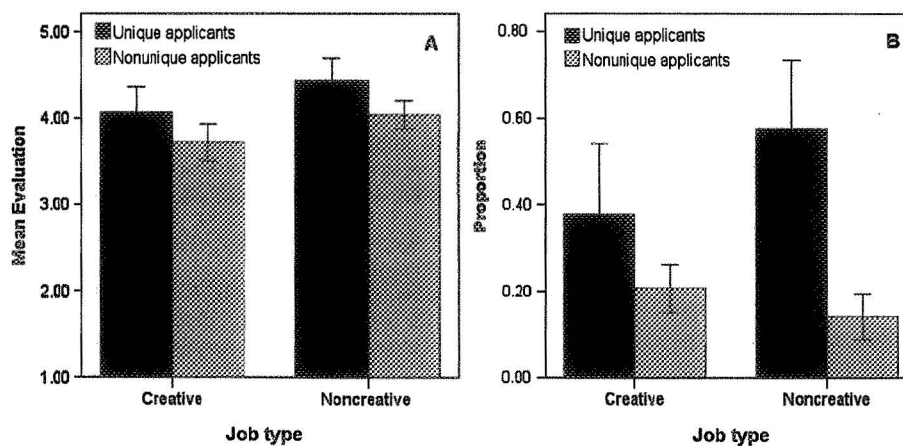 5.00
4.00
3.00
2.00
1.00
Mean Evaluation
Unique applicants
Nonunique applicants
A
Creative
Noncreative
Job type
0.80
0.60
0.40
0.20
0.00
Proportion
Unique applicants
Nonunique applicants
B
Creative
Noncreative
Job type